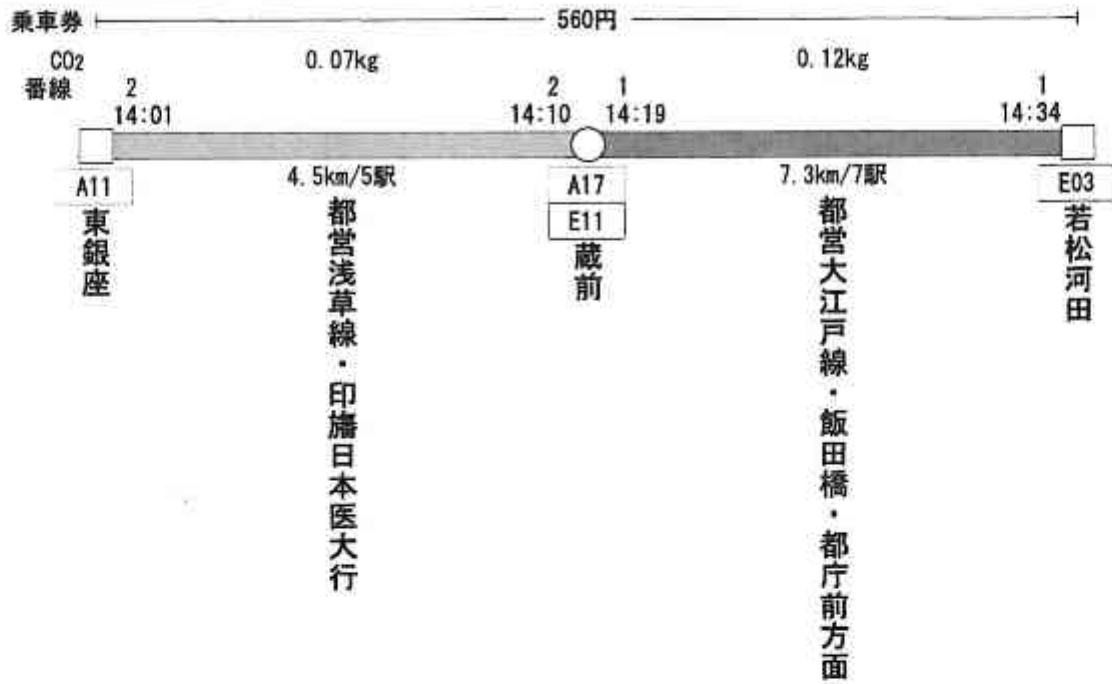 乗車券 560円
CO2 0.07kg 0.12kg
番線 2 2 1 1
14:01 14:10 14:19 14:34
4.5km/5駅 7.3km/7駅
A11 A17 E03
E11
東銀座
都営浅草線・印旛日本医大行
蔵前
都営大江戸線・飯田橋・都庁前方面
若松河田